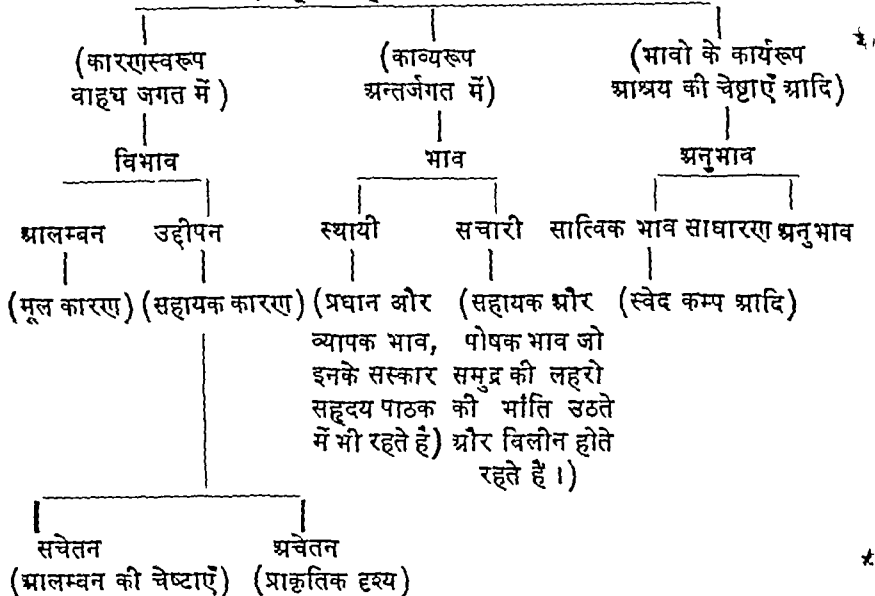 (कारणस्वरूप (काव्यरूप (भावो के कार्यरूप
वाहय जगत में) अन्तर्जगत में) आश्रय की चेष्टाएँ आदि)
विभाव भाव अनुभाव
आलम्बन उद्दीपन स्थायी सचारी सात्विक भाव साधारण अनुभाव
(मूल कारण) (सहायक कारण) (प्रधान और (सहायक और (स्वेद कम्प आदि)
व्यापक भाव, पोषक भाव जो
इनके सस्कार समुद्र की लहरो
सहृदय पाठक की भांति उठते
में भी रहते है) और विलीन होते
रहते हैं।)
सचेतन अचेतन
(आलम्वन की चेष्टाएँ) (प्राकृतिक दृश्य)